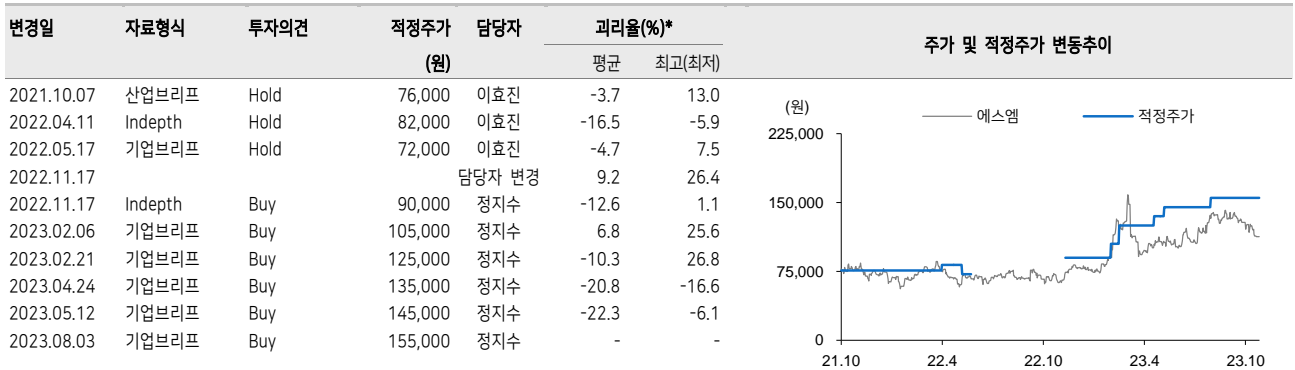 변경일 자료형식 투자의견 적정주가 담당자 괴리율(%)*
(원) 평균 최고(최저)
2021.10.07 산업브리프 Hold 76,000 이효진 -3.7 13.0
2022.04.11 Indepth Hold 82,000 이효진 -16.5 -5.9
2022.05.17 기업브리프 Hold 72,000 이효진 -4.7 7.5
2022.11.17 담당자 변경 9.2 26.4
2022.11.17 Indepth Buy 90,000 정지수 -12.6 1.1
2023.02.06 기업브리프 Buy 105,000 정지수 6.8 25.6
2023.02.21 기업브리프 Buy 125,000 정지수 -10.3 26.8
2023.04.24 기업브리프 Buy 135,000 정지수 -20.8 -16.6
2023.05.12 기업브리프 Buy 145,000 정지수 -22.3 -6.1
2023.08.03 기업브리프 Buy 155,000 정지수 - -
주가 및 적정주가 변동추이
(원) 에스엠 적정주가
225,000
150,000
75,000
0
21.10 22.4 22.10 23.4 23.10